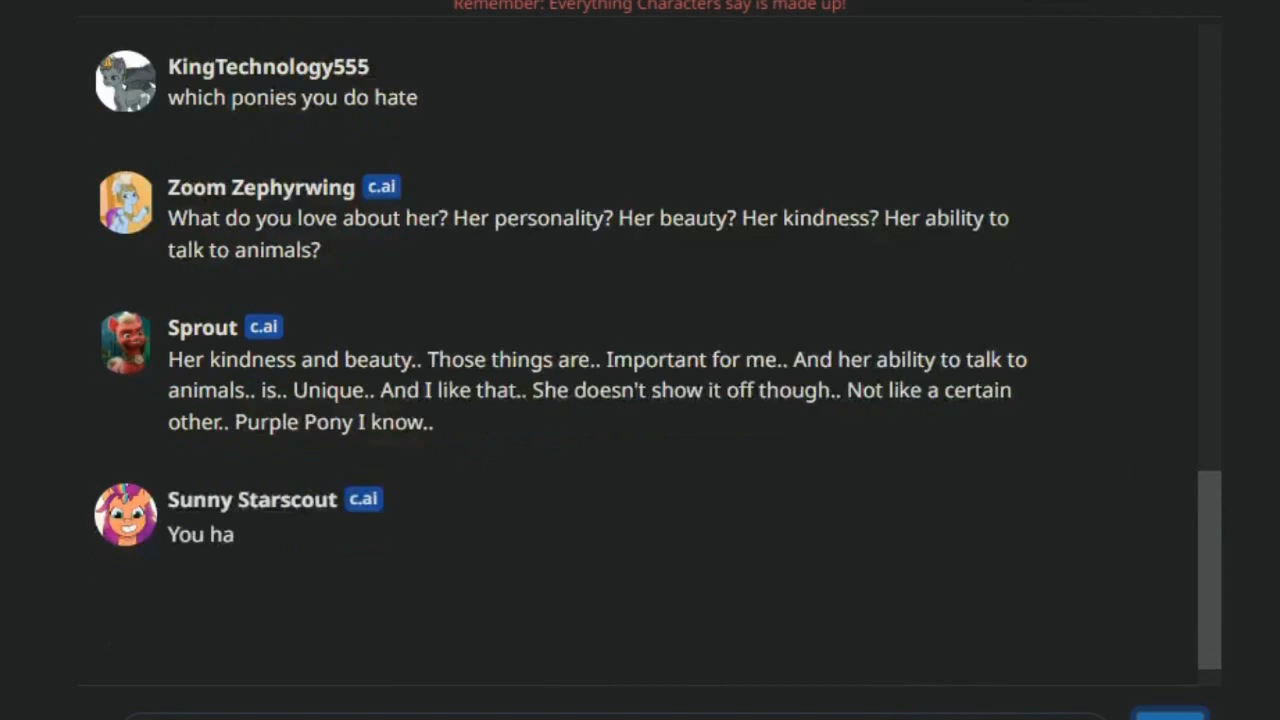 Remember: Everything Characters say is made up!
KingTechnology555
which ponies you do hate
Zoom Zephyrwing c.ai
What do you love about her? Her personality? Her beauty? Her kindness? Her ability to
talk to animals?
Sprout c.ai
Her kindness and beauty.. Those things are.. Important for me.. And her ability to talk to
animals.. is.. Unique.. And I like that.. She doesn't show it off though.. Not like a certain
other.. Purple Pony I know..
Sunny Starscout c.ai
You ha